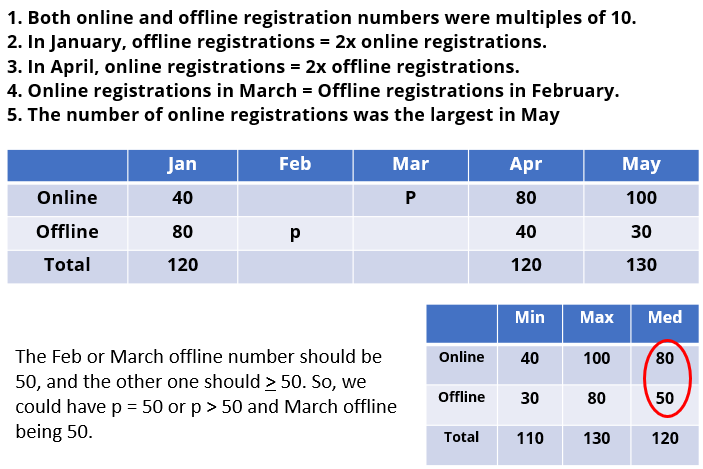 1. Both online and offline registration numbers were multiples of 10.
2. In January, offline registrations = 2x online registrations.
3. In April, online registrations = 2x offline registrations.
4. Online registrations in March = Offline registrations in February.
5. The number of online registrations was the largest in May
Jan Feb Mar Apr May
Online 40 P 80 100
Offline 80 p 40 30
Total 120 120 130
Min Max Med
Online 40 100 80
Offline 30 80 50
Total 110 130 120
The Feb or March offline number should be
50, and the other one should ≥ 50. So, we
could have p = 50 or p > 50 and March offline
being 50.